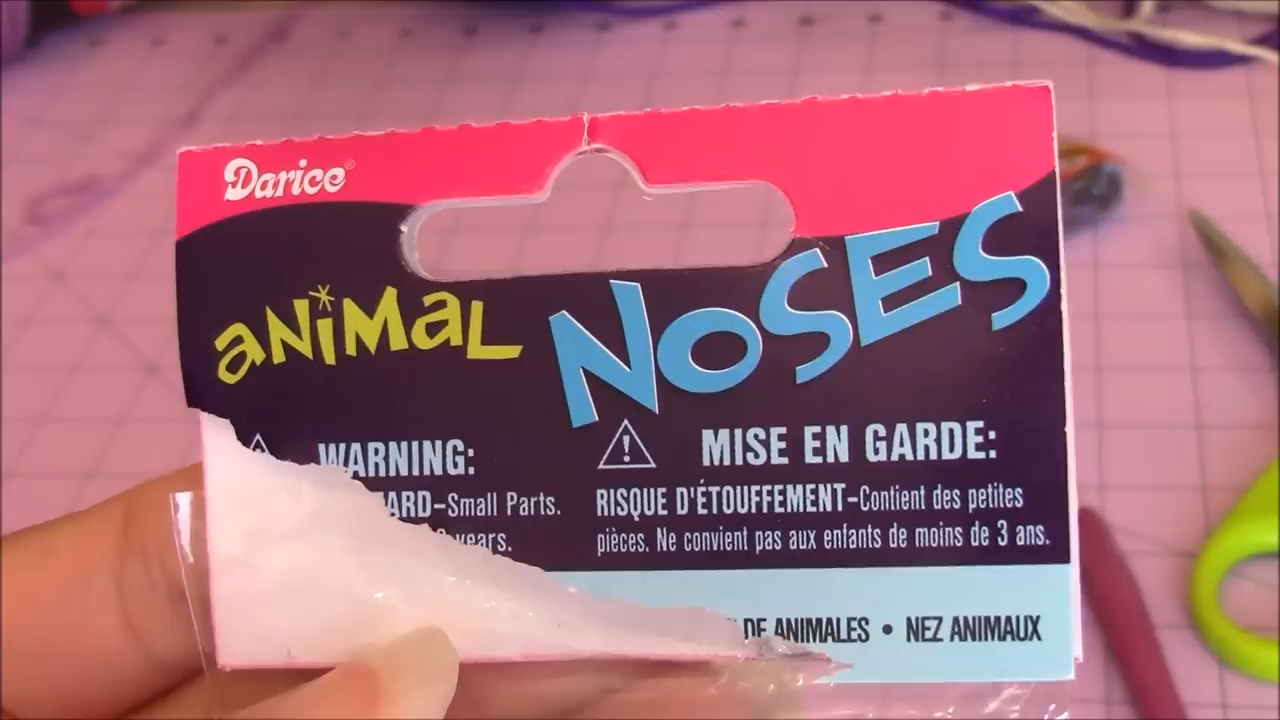 Darice
aNiMaL NoSES
WARNING:
ARD–Small Parts.
years.
MISE EN GARDE:
RISQUE D'ÉTOUFFEMENT–Contient des petites
pièces. Ne convient pas aux enfants de moins de 3 ans.
DE ANIMALES • NEZ ANIMAUX